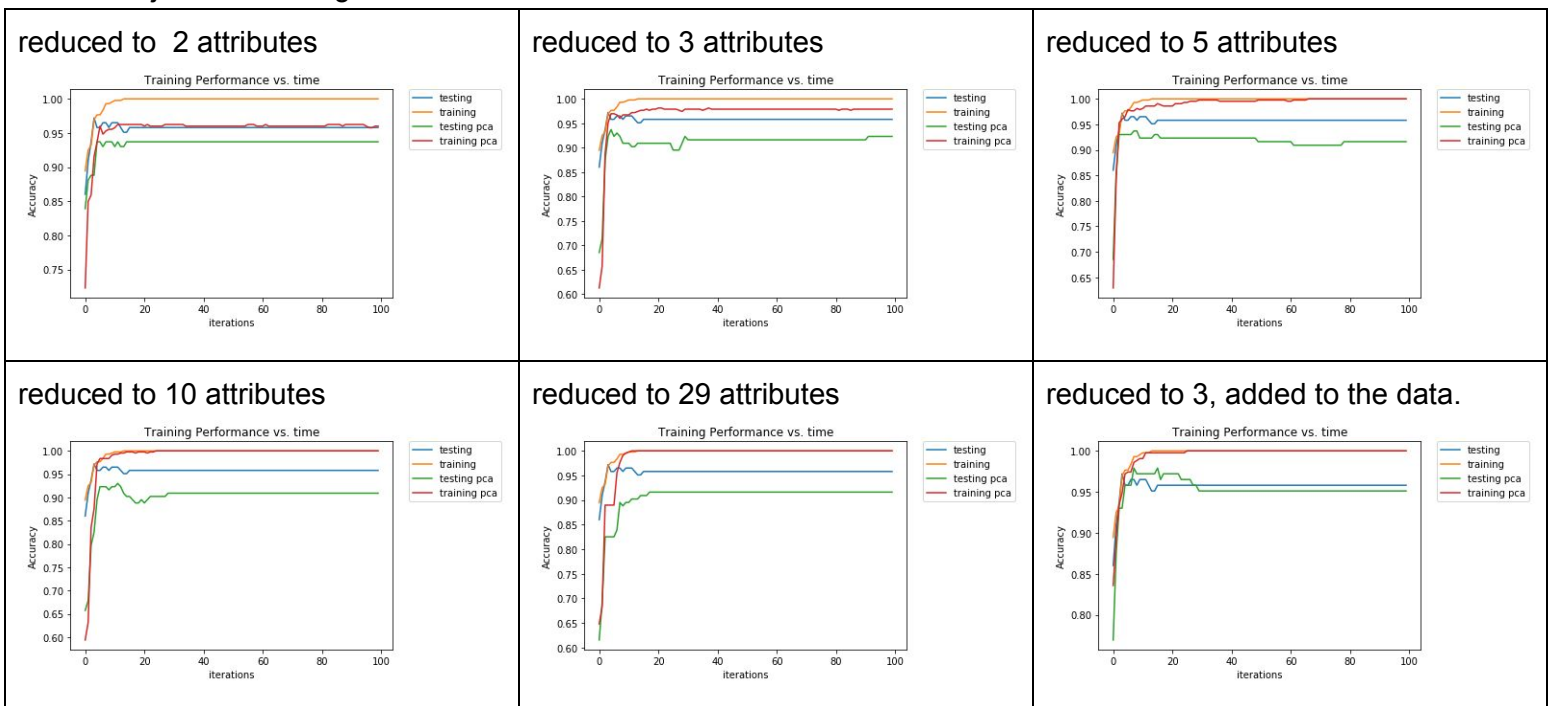 reduced to  2 attributes
Training Performance vs. time
1.00
0.95
0.90
0.85
0.80
0.75
Accuracy
0 20 40 60 80 100
iterations
testing
training
testing pca
training pca
reduced to 3 attributes
Training Performance vs. time
1.00
0.95
0.90
0.85
0.80
0.75
0.70
0.65
0.60
Accuracy
0 20 40 60 80 100
iterations
testing
training
testing pca
training pca
reduced to 5 attributes
Training Performance vs. time
1.00
0.95
0.90
0.85
0.80
0.75
0.70
0.65
Accuracy
0 20 40 60 80 100
iterations
testing
training
testing pca
training pca
reduced to 10 attributes
Training Performance vs. time
1.00
0.95
0.90
0.85
0.80
0.75
0.70
0.65
0.60
Accuracy
0 20 40 60 80 100
iterations
testing
training
testing pca
training pca
reduced to 29 attributes
Training Performance vs. time
1.00
0.95
0.90
0.85
0.80
0.75
0.70
0.65
0.60
Accuracy
0 20 40 60 80 100
iterations
testing
training
testing pca
training pca
reduced to 3, added to the data.
Training Performance vs. time
1.00
0.95
0.90
0.85
0.80
Accuracy
0 20 40 60 80 100
iterations
testing
training
testing pca
training pca